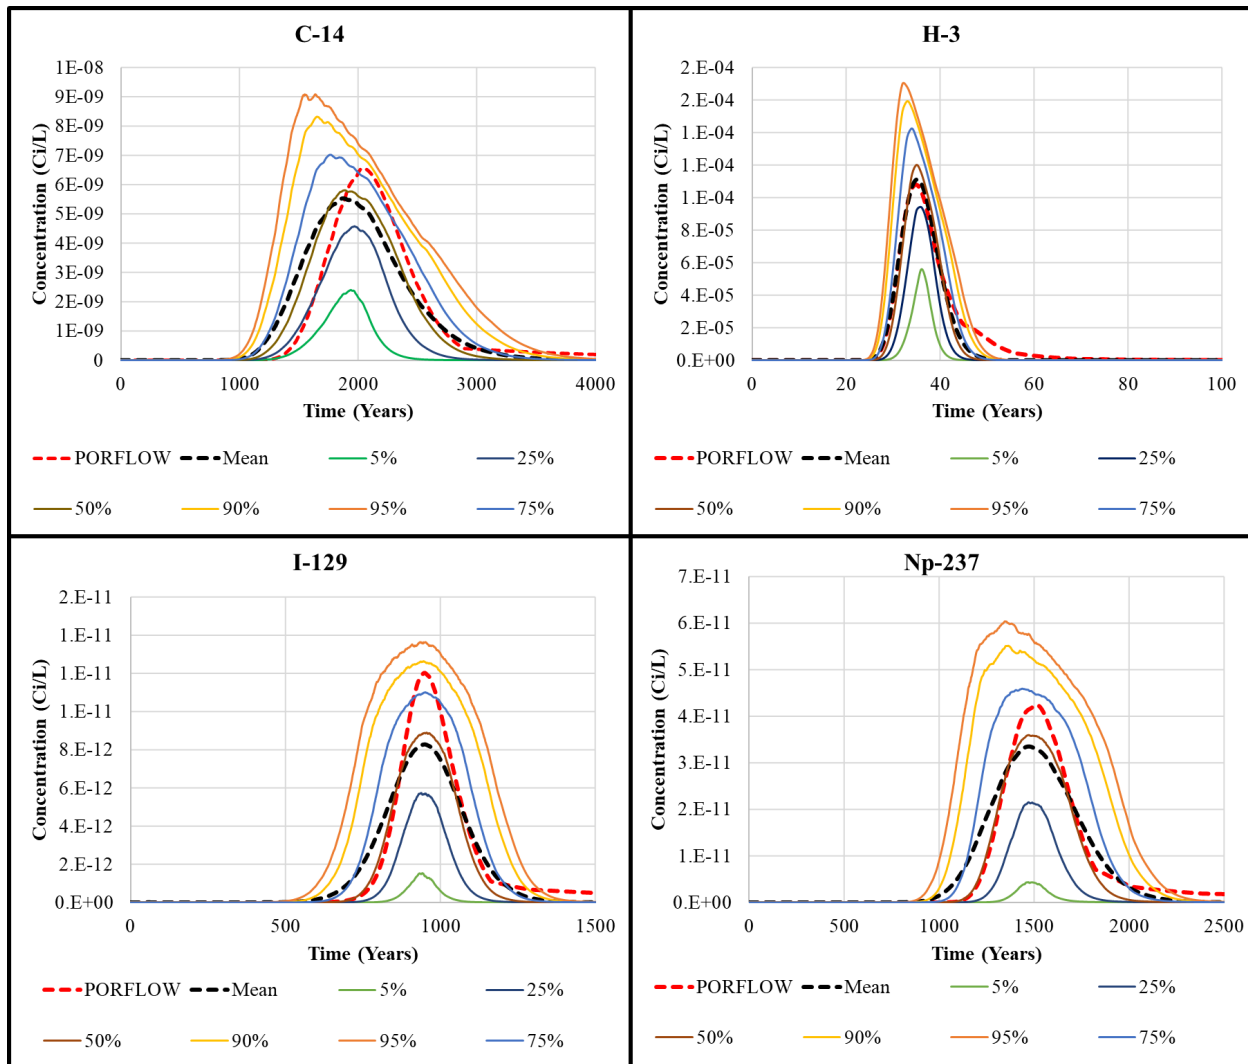 C-14
Concentration (Ci/L)
1E-08
9E-09
8E-09
7E-09
6E-09
5E-09
4E-09
3E-09
2E-09
1E-09
0
0 1000 2000 3000 4000
Time (Years)
PORFLOW Mean 5% 25%
50% 90% 95% 75%
H-3
Concentration (Ci/L)
2.E-04
2.E-04
1.E-04
1.E-04
1.E-04
8.E-05
6.E-05
4.E-05
2.E-05
0.E+00
0 20 40 60 80 100
Time (Years)
PORFLOW Mean 5% 25%
50% 90% 95% 75%
I-129
Concentration (Ci/L)
2.E-11
1.E-11
1.E-11
1.E-11
8.E-12
6.E-12
4.E-12
2.E-12
0.E+00
0 500 1000 1500
Time (Years)
PORFLOW Mean 5% 25%
50% 90% 95% 75%
Np-237
Concentration (Ci/L)
7.E-11
6.E-11
5.E-11
4.E-11
3.E-11
2.E-11
1.E-11
0.E+00
0 500 1000 1500 2000 2500
Time (Years)
PORFLOW Mean 5% 25%
50% 90% 95% 75%